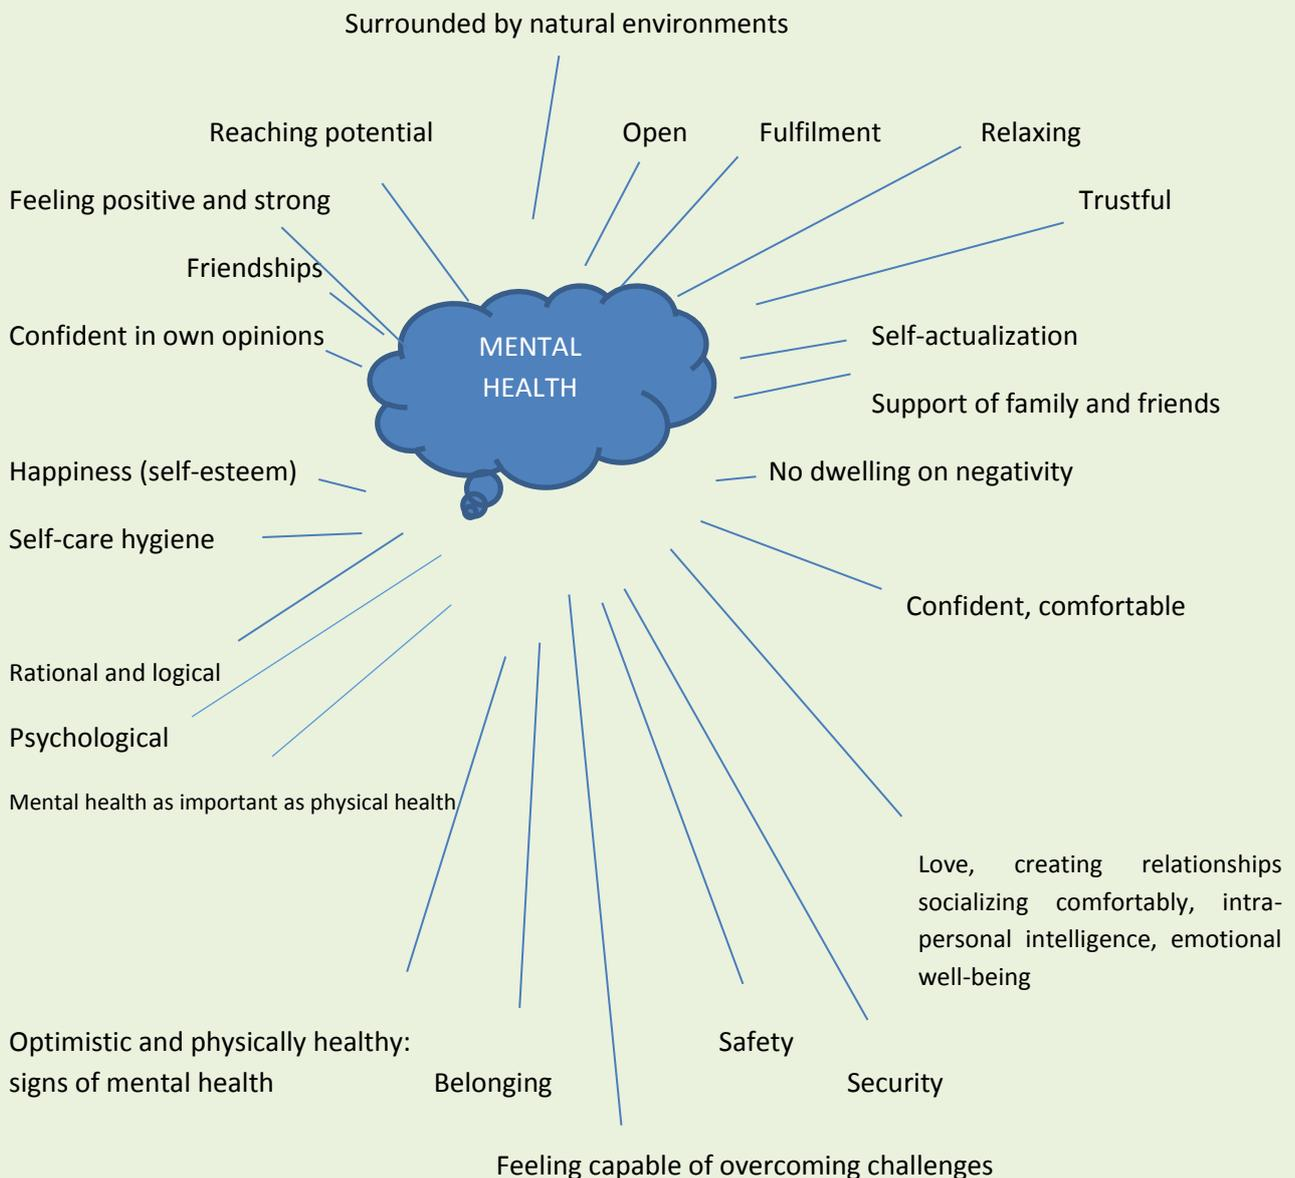 Surrounded by natural environments
Reaching potential
Open
Fulfilment
Relaxing
Feeling positive and strong
Trustful
Friendships
Confident in own opinions
MENTAL
HEALTH
Self-actualization
Support of family and friends
Happiness (self-esteem)
No dwelling on negativity
Self-care hygiene
Confident, comfortable
Rational and logical
Psychological
Mental health as important as physical health
Love, creating relationships
socializing comfortably, intra-
personal intelligence, emotional
well-being
Optimistic and physically healthy:
signs of mental health
Belonging
Safety
Security
Feeling capable of overcoming challenges